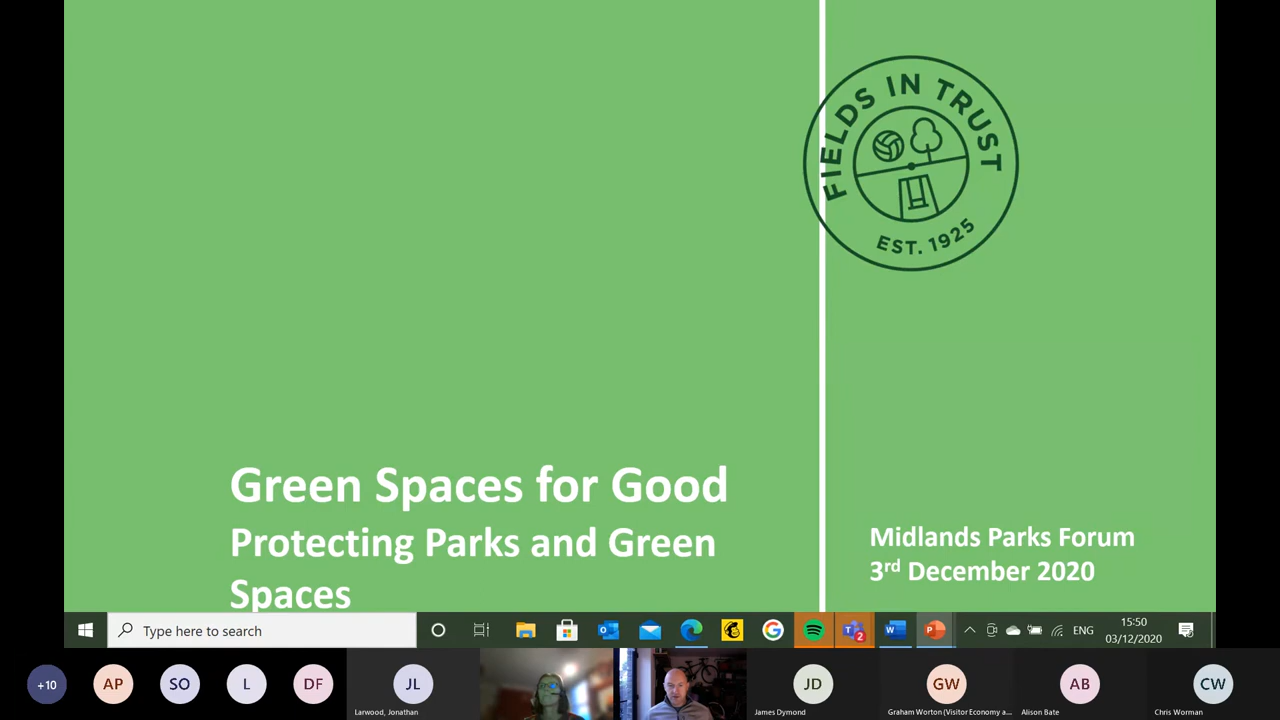 FIELDS IN TRUST
EST. 1925
Green Spaces for Good
Protecting Parks and Green
Spaces
Midlands Parks Forum
3rd December 2020
Type here to search
2
ENG
15:50
03/12/2020
+10
AP
SO
L
DF
JL
Larwood, Jonathan
JD
James Dymond
GW
Graham Worton (Visitor Economy a...
AB
Alison Bate
CW
Chris Worman